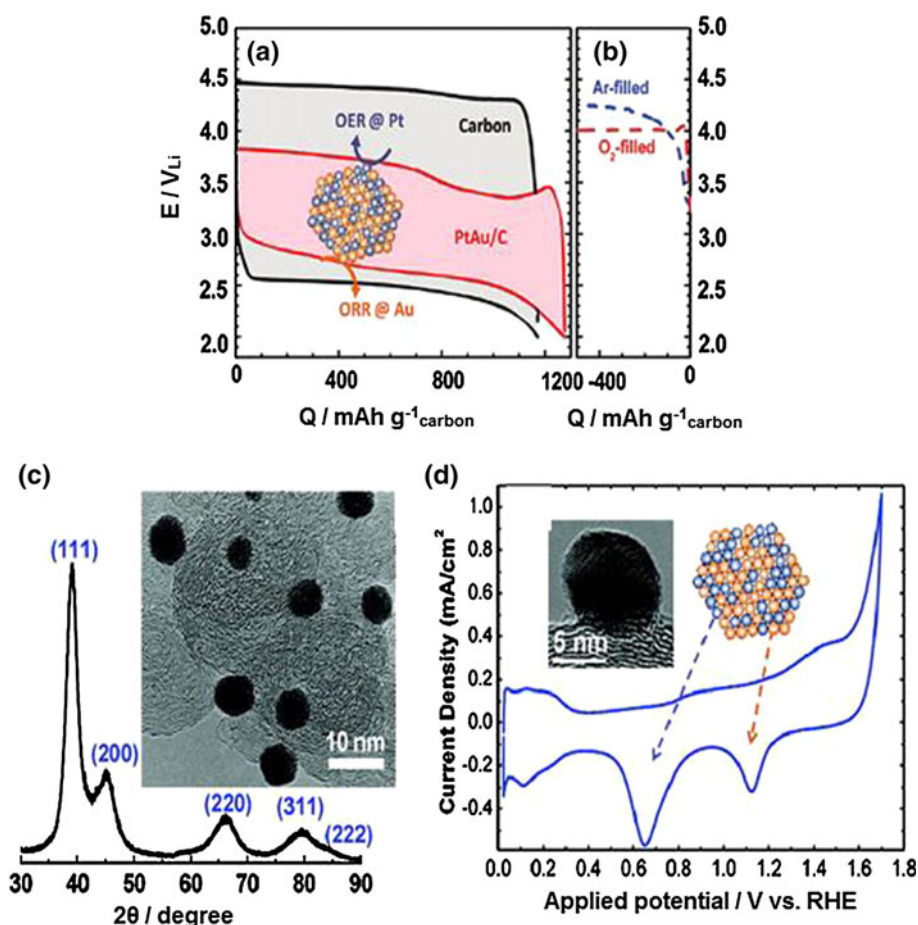 (a)
5.0
4.5
4.0
3.5
3.0
2.5
2.0
E / V_Li
OER @ Pt
Carbon
PtAu/C
ORR @ Au
0 400 800 1200
Q / mAh g⁻¹carbon
(b)
Ar-filled
O₂-filled
5.0
4.5
4.0
3.5
3.0
2.5
2.0
-400 0
Q / mAh g⁻¹carbon
(c)
(111)
(200)
(220)
(311)
(222)
10 nm
30 40 50 60 70 80 90
2θ / degree
(d)
1.0
0.8
0.6
0.4
0.2
0.0
-0.2
-0.4
Current Density (mA/cm²
5 nm
0.0 0.2 0.4 0.6 0.8 1.0 1.2 1.4 1.6 1.8
Applied potential / V vs. RHE